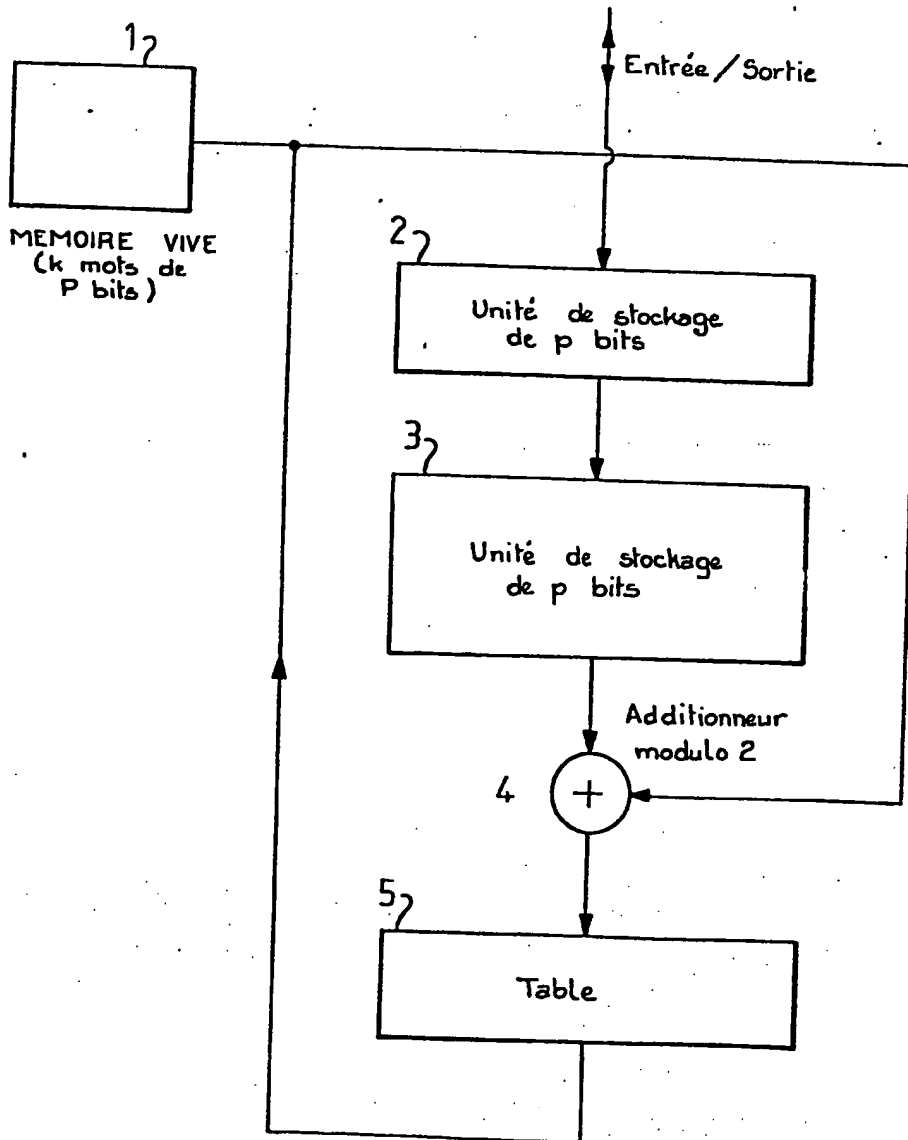 1
Entrée/Sortie
MEMOIRE VIVE
(k mots de
P bits)
2
Unité de stockage
de p bits
3
Unité de stockage
de p bits
Additionneur
modulo 2
4
+
5
Table